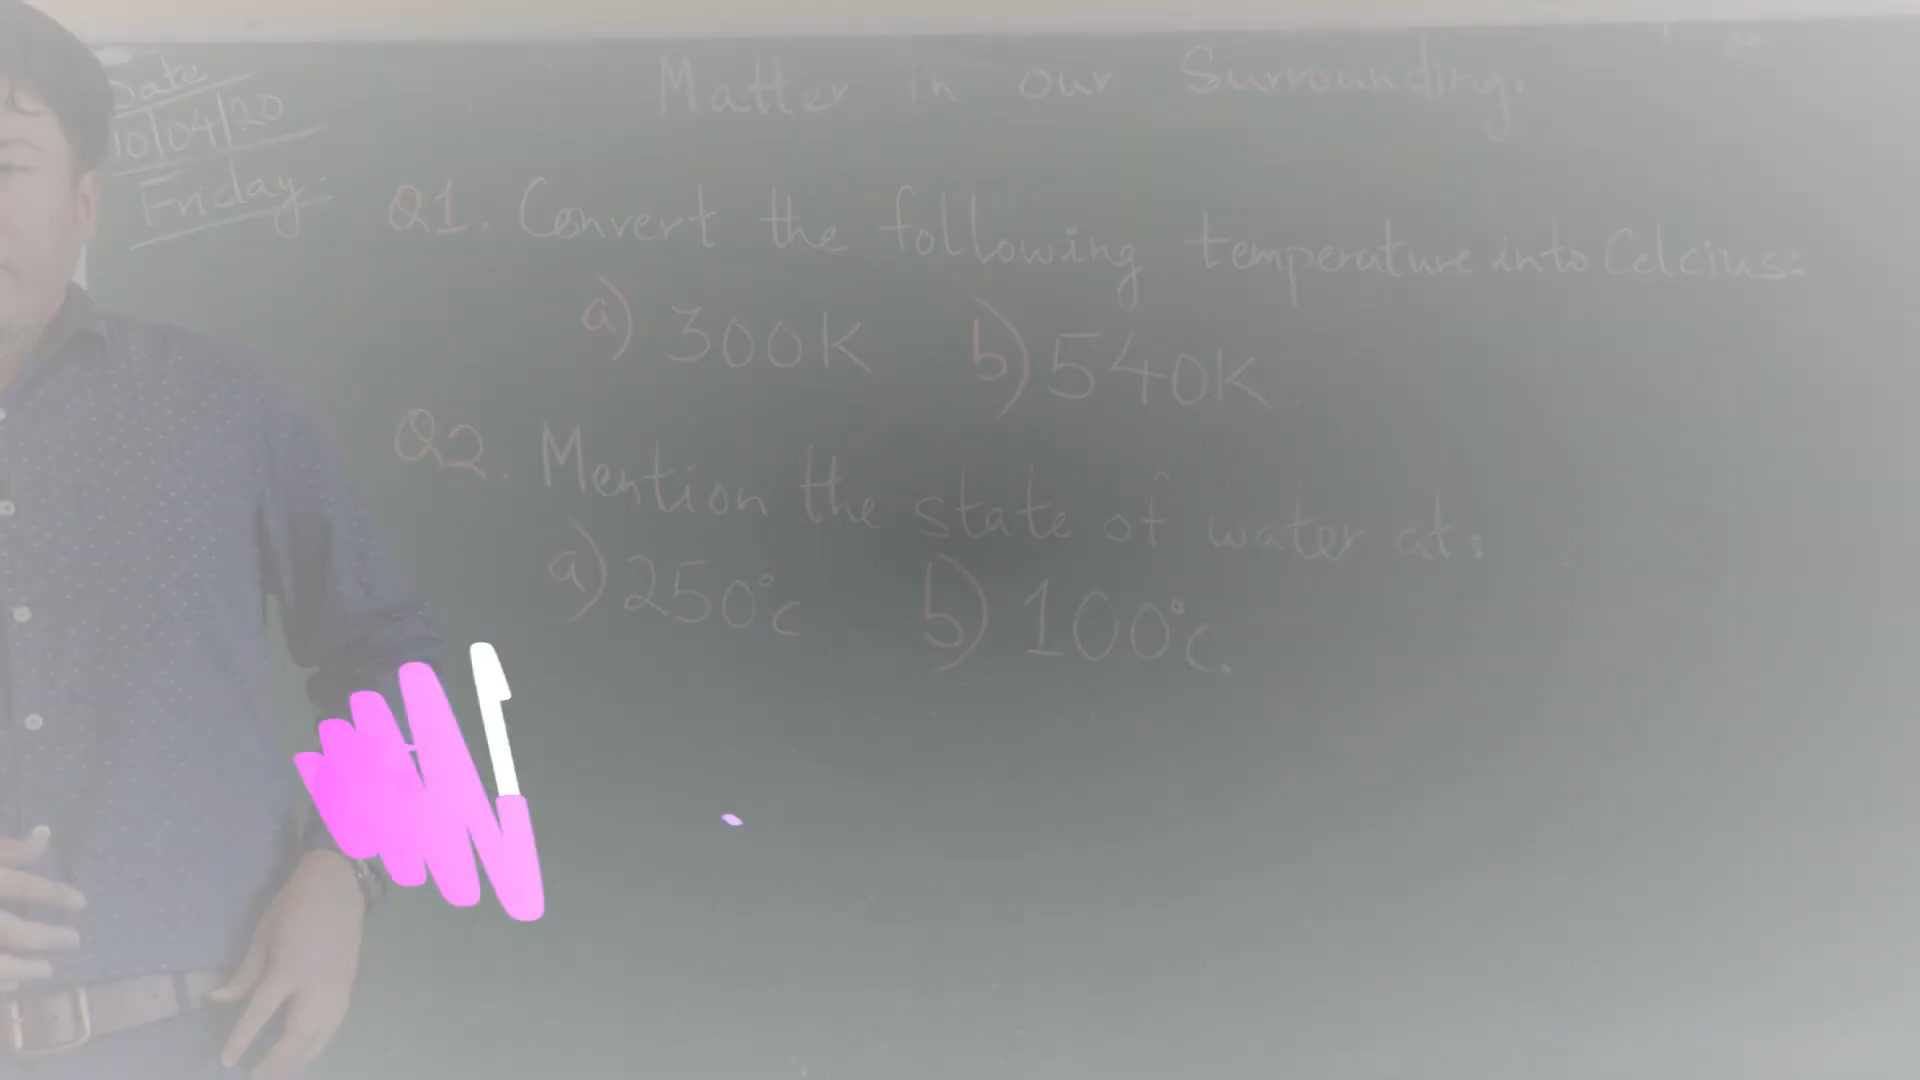 Matter in our Surrounding.
Date
10/04/20
Friday.
Q1. Convert the following temperature into Celcius:
a) 300K b) 540K
Q2. Mention the state of water at:
a) 250°c b) 100°c.